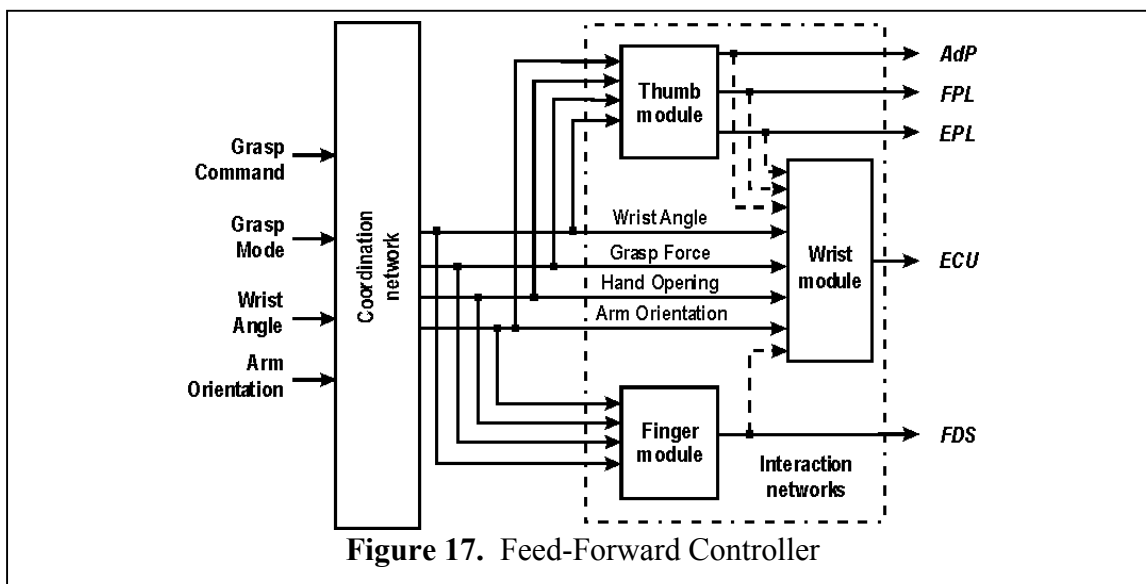 Grasp
Command
Grasp
Mode
Wrist
Angle
Arm
Orientation
Coordination
network
Thumb
module
Wrist Angle
Grasp Force
Hand Opening
Arm Orientation
Wrist
module
Finger
module
Interaction
networks
AdP
FPL
EPL
ECU
FDS
Figure 17. Feed-Forward Controller